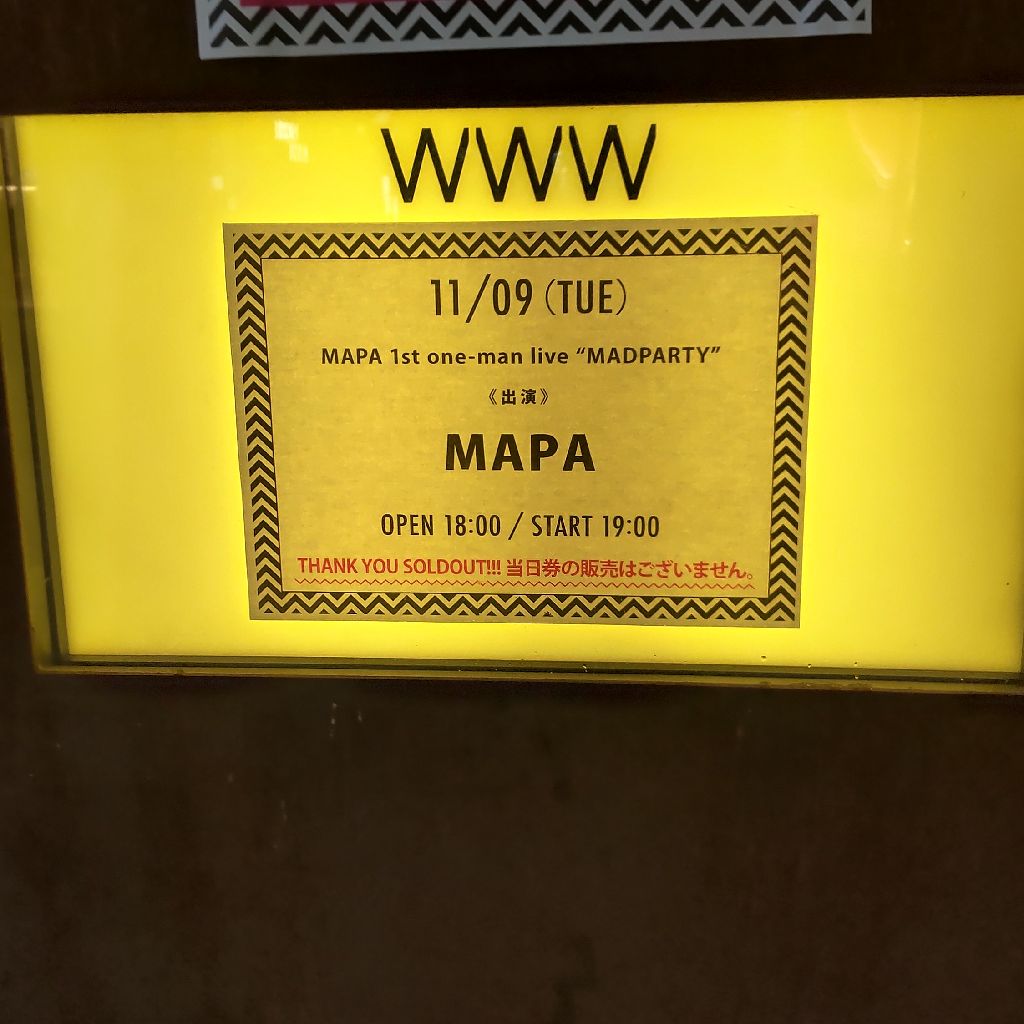 WWW
11/09 (TUE)
MAPA 1st one-man live “MADPARTY”
《出演》
MAPA
OPEN 18:00 / START 19:00
THANK YOU SOLDOUT!!! 当日券の販売はございません。